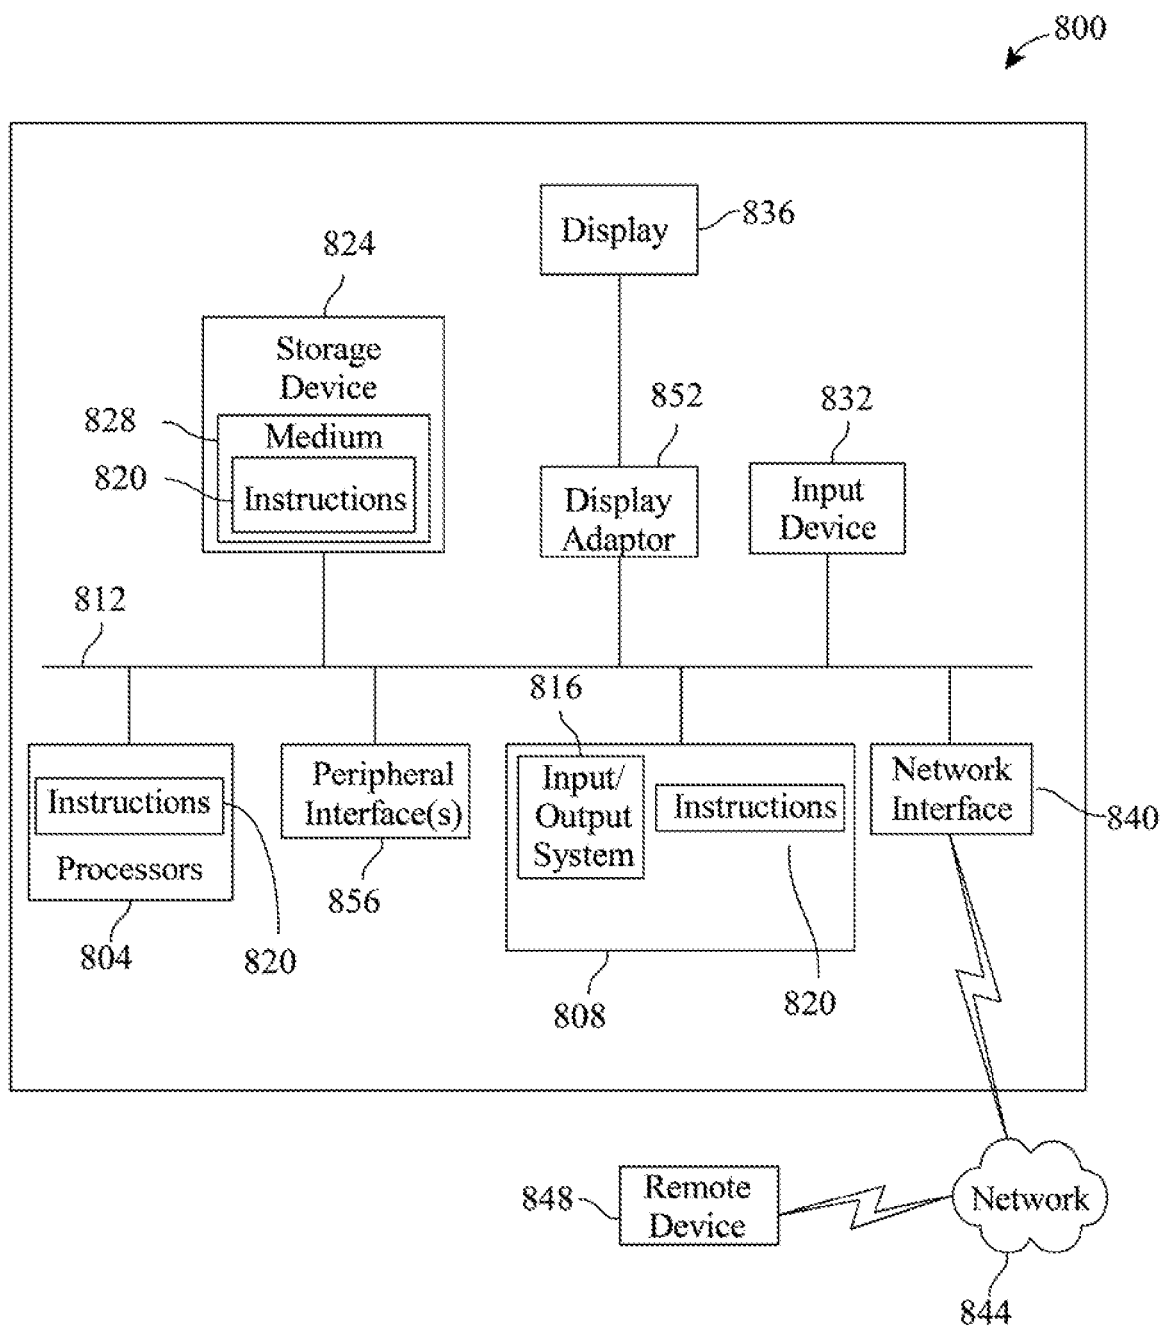 800
Display
836
824
Storage
Device
828
Medium
820
Instructions
852
Display
Adaptor
832
Input
Device
812
816
Instructions
Processors
804
820
Peripheral
Interface(s)
856
Input/
Output
System
Instructions
808
820
Network
Interface
840
848
Remote
Device
Network
844